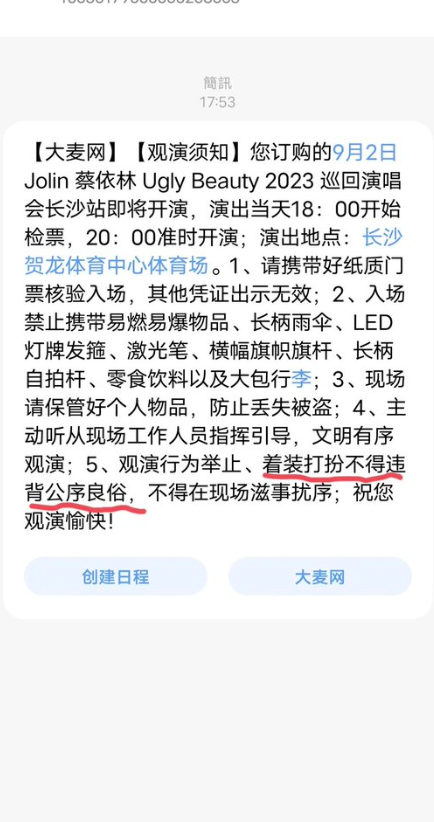 簡訊
17:53
【大麦网】【观演须知】您订购的9月2日
Jolin 蔡依林 Ugly Beauty 2023 巡回演唱
会长沙站即将开演，演出当天18：00开始
检票，20：00准时开演；演出地点：长沙
贺龙体育中心体育场。1、请携带好纸质门
票核验入场，其他凭证出示无效；2、入场
禁止携带易燃易爆物品、长柄雨伞、LED
灯牌发箍、激光笔、横幅旗帜旗杆、长柄
自拍杆、零食饮料以及大包行李；3、现场
请保管好个人物品，防止丢失被盗；4、主
动听从现场工作人员指挥引导，文明有序
观演；5、观演行为举止、着装打扮不得违
背公序良俗，不得在现场滋事扰序；祝您
观演愉快！
创建日程
大麦网